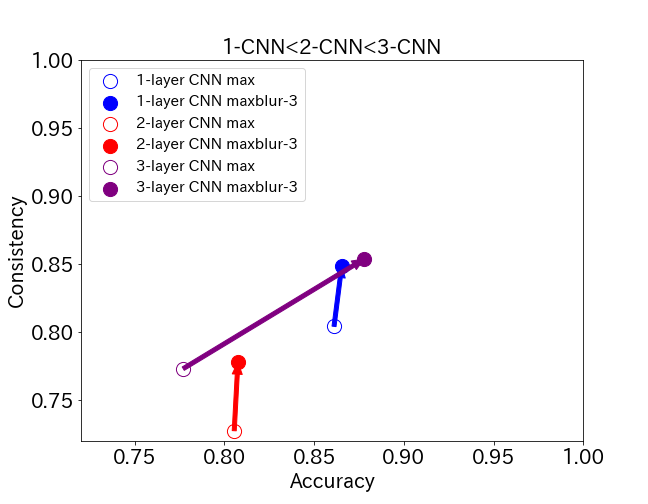 1-CNN<2-CNN<3-CNN
1.00
1-layer CNN max
1-layer CNN maxblur-3
2-layer CNN max
2-layer CNN maxblur-3
3-layer CNN max
3-layer CNN maxblur-3
0.95
0.90
0.85
0.80
0.75
Consistency
0.75 0.80 0.85 0.90 0.95 1.00
Accuracy